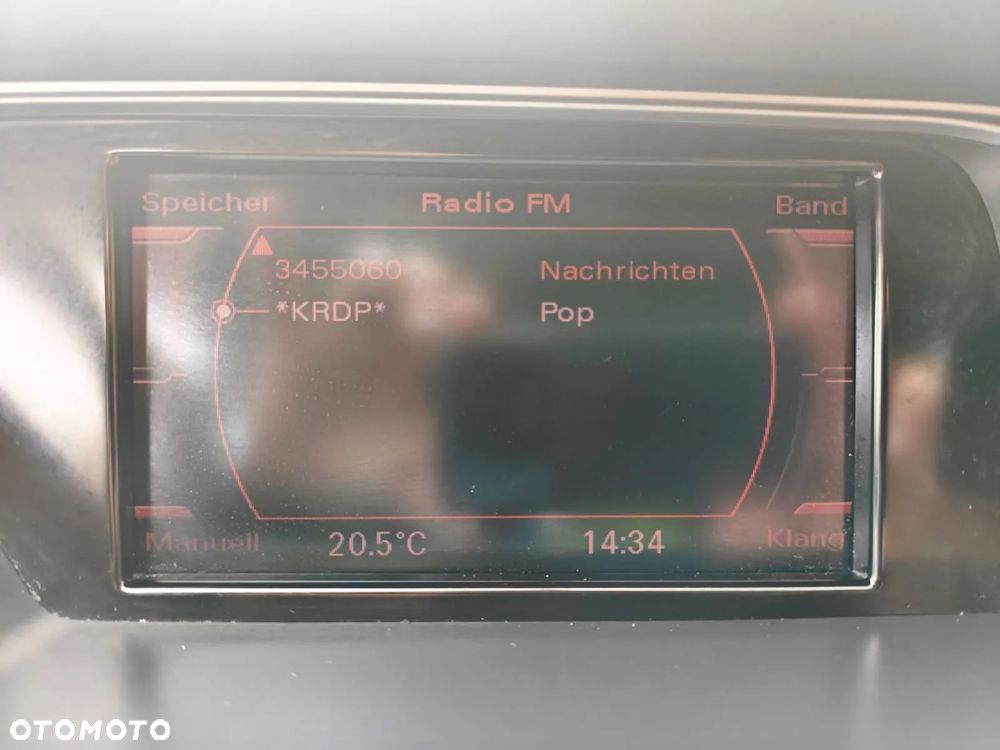 Speicher Radio FM Band
3455060 Nachrichten
*KRDP* Pop
Manuell 20.5°C 14:34 Klang
OTOMOTO